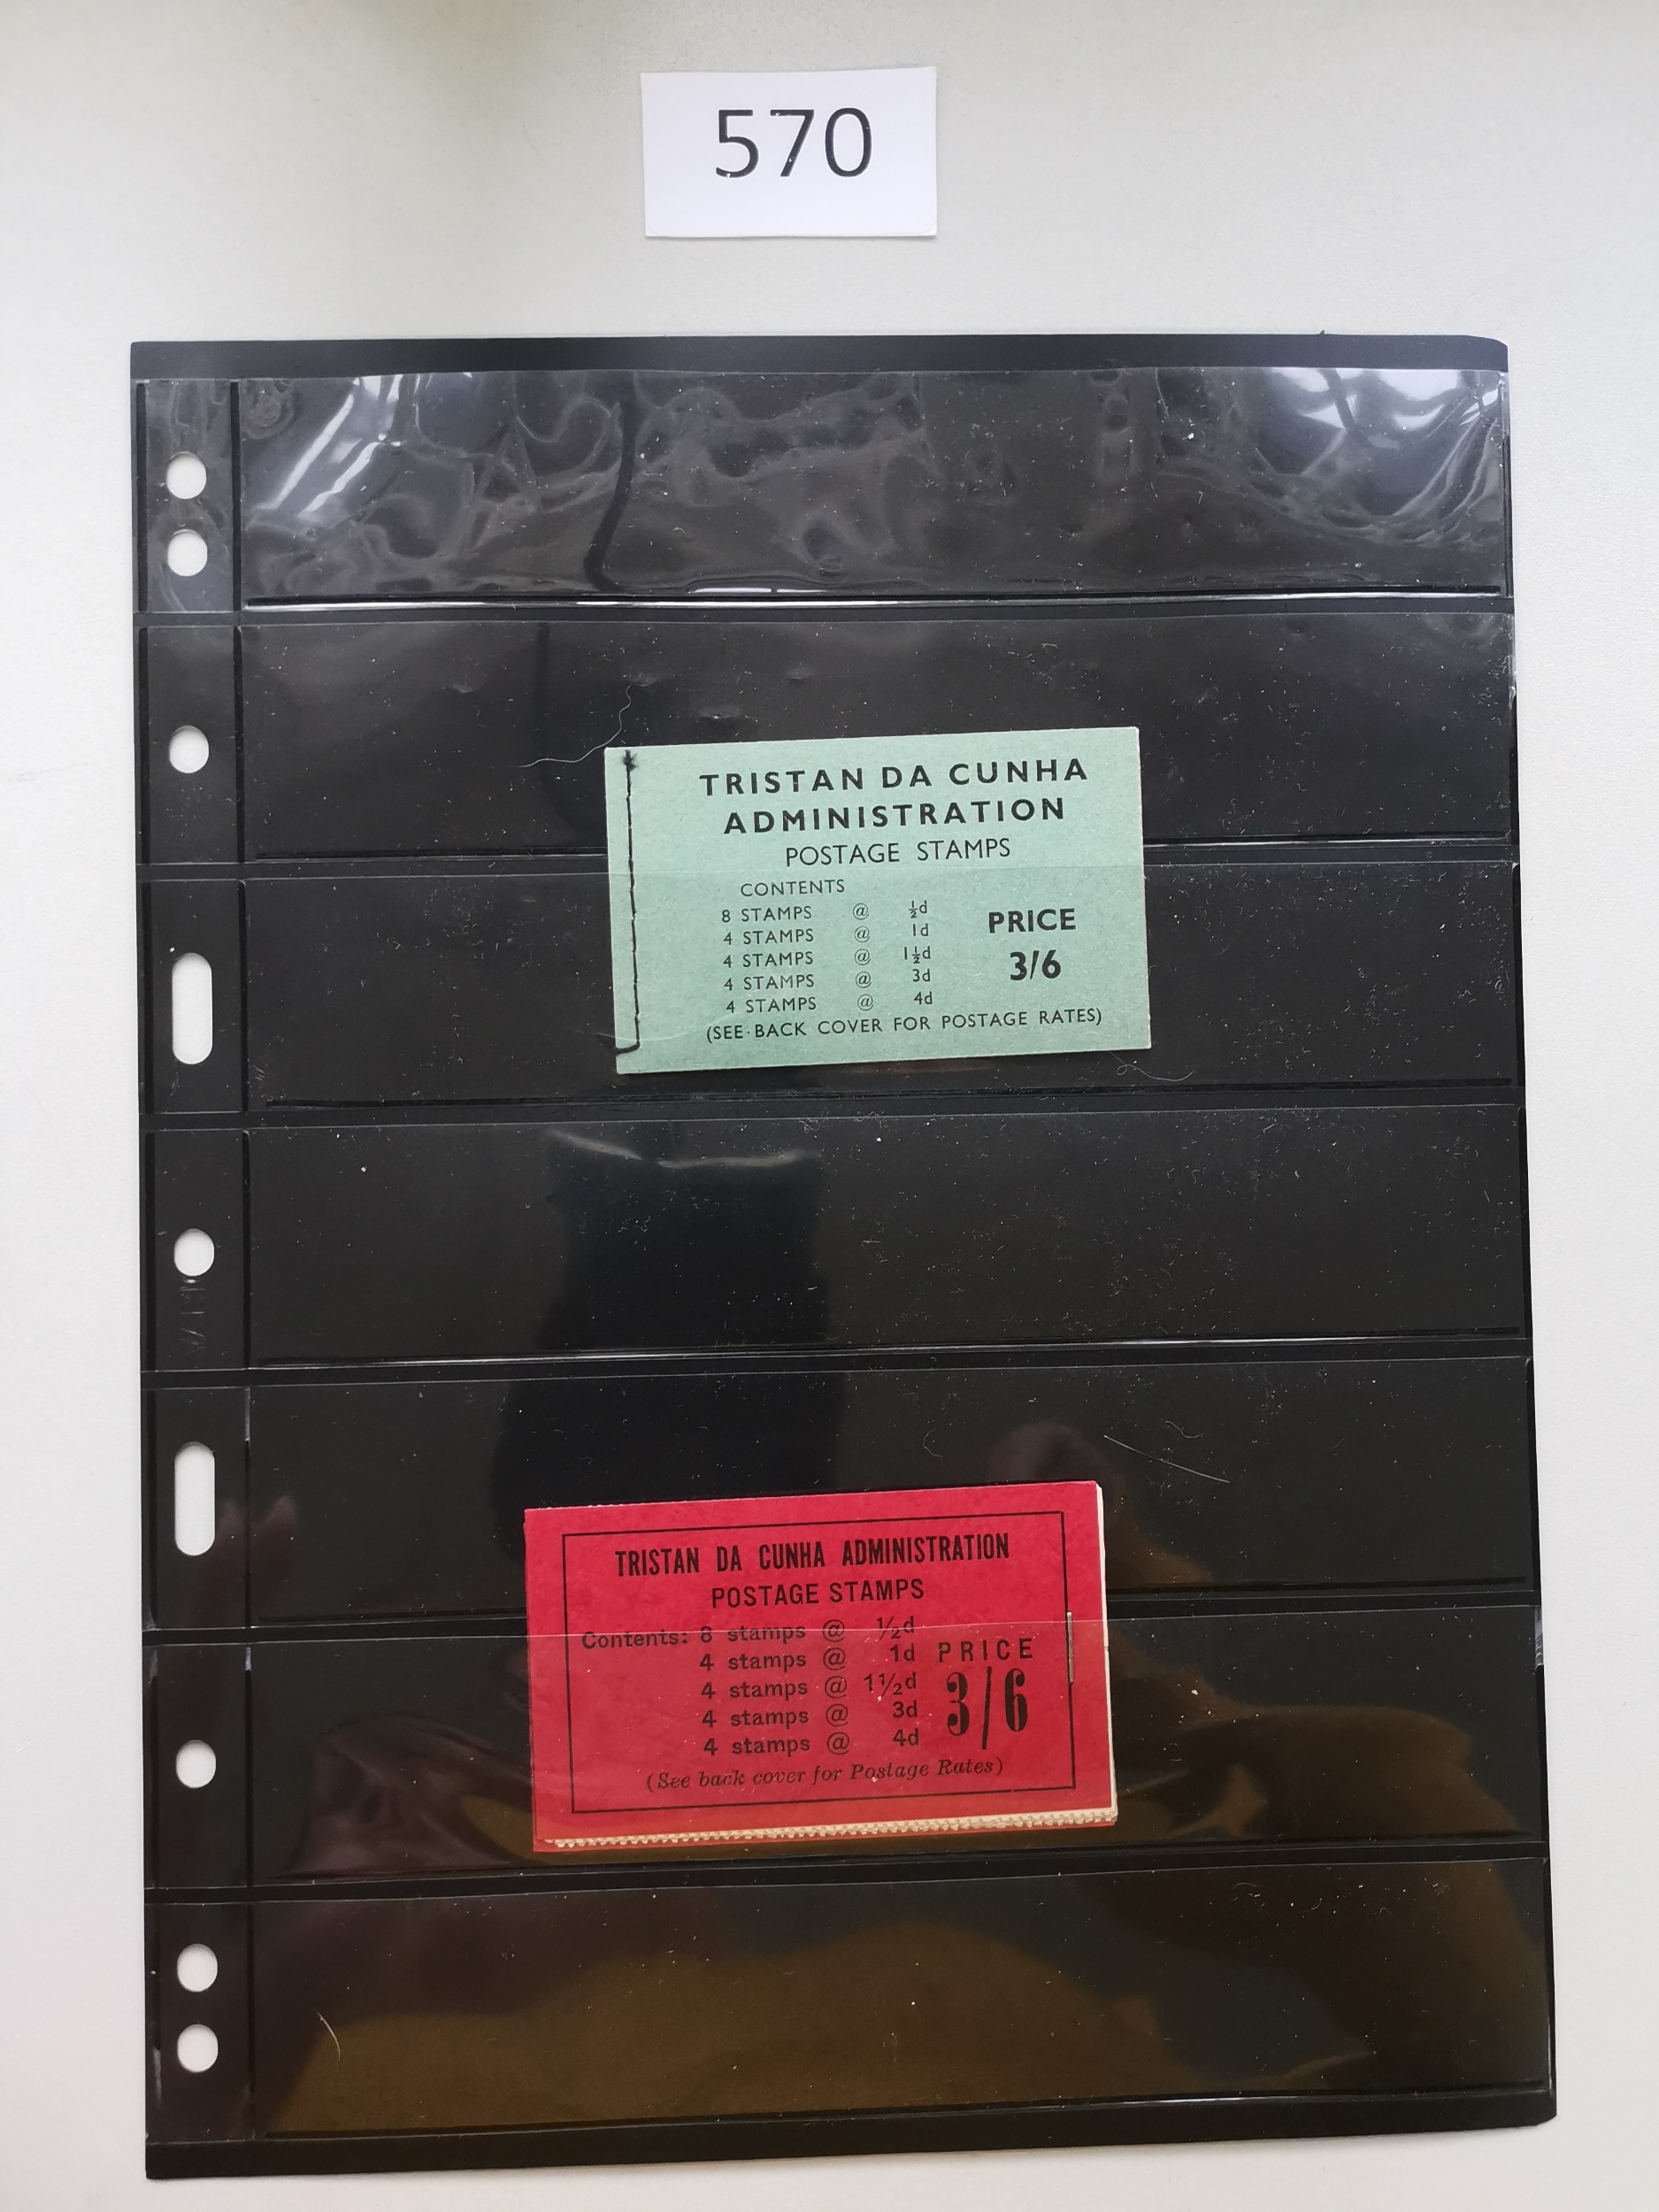 570
TRISTAN DA CUNHA
ADMINISTRATION
POSTAGE STAMPS
CONTENTS
8 STAMPS @ ½d
4 STAMPS @ 1d
4 STAMPS @ 1½d
4 STAMPS @ 3d
4 STAMPS @ 4d
PRICE
3/6
(SEE BACK COVER FOR POSTAGE RATES)
TRISTAN DA CUNHA ADMINISTRATION
POSTAGE STAMPS
Contents: 8 stamps @ ½d
4 stamps @ 1d
4 stamps @ 1½d
4 stamps @ 3d
4 stamps @ 4d
PRICE
3/6
(See back cover for Postage Rates)